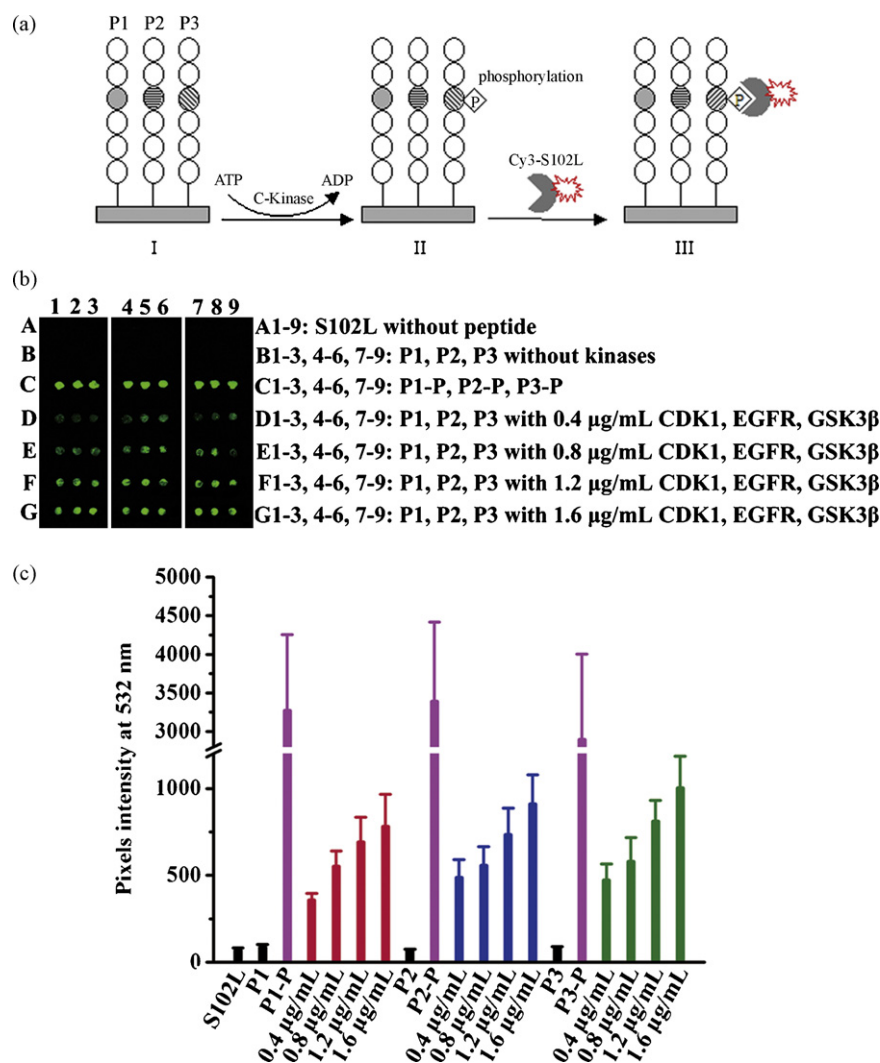 (a)
P1 P2 P3
phosphorylation
P
P
Cy3-S102L
ATP
ADP
C-Kinase
I
II
III
(b)
1 2 3 4 5 6 7 8 9
A A1-9: S102L without peptide
B B1-3, 4-6, 7-9: P1, P2, P3 without kinases
C C1-3, 4-6, 7-9: P1-P, P2-P, P3-P
D D1-3, 4-6, 7-9: P1, P2, P3 with 0.4 µg/mL CDK1, EGFR, GSK3β
E E1-3, 4-6, 7-9: P1, P2, P3 with 0.8 µg/mL CDK1, EGFR, GSK3β
F F1-3, 4-6, 7-9: P1, P2, P3 with 1.2 µg/mL CDK1, EGFR, GSK3β
G G1-3, 4-6, 7-9: P1, P2, P3 with 1.6 µg/mL CDK1, EGFR, GSK3β
(c)
Pixels intensity at 532 nm
5000
4500
4000
3500
3000
1000
500
0
S102L
P1
P1-P
0.4 µg/mL
0.8 µg/mL
1.2 µg/mL
1.6 µg/mL
P2
P2-P
0.4 µg/mL
0.8 µg/mL
1.2 µg/mL
1.6 µg/mL
P3
P3-P
0.4 µg/mL
0.8 µg/mL
1.2 µg/mL
1.6 µg/mL